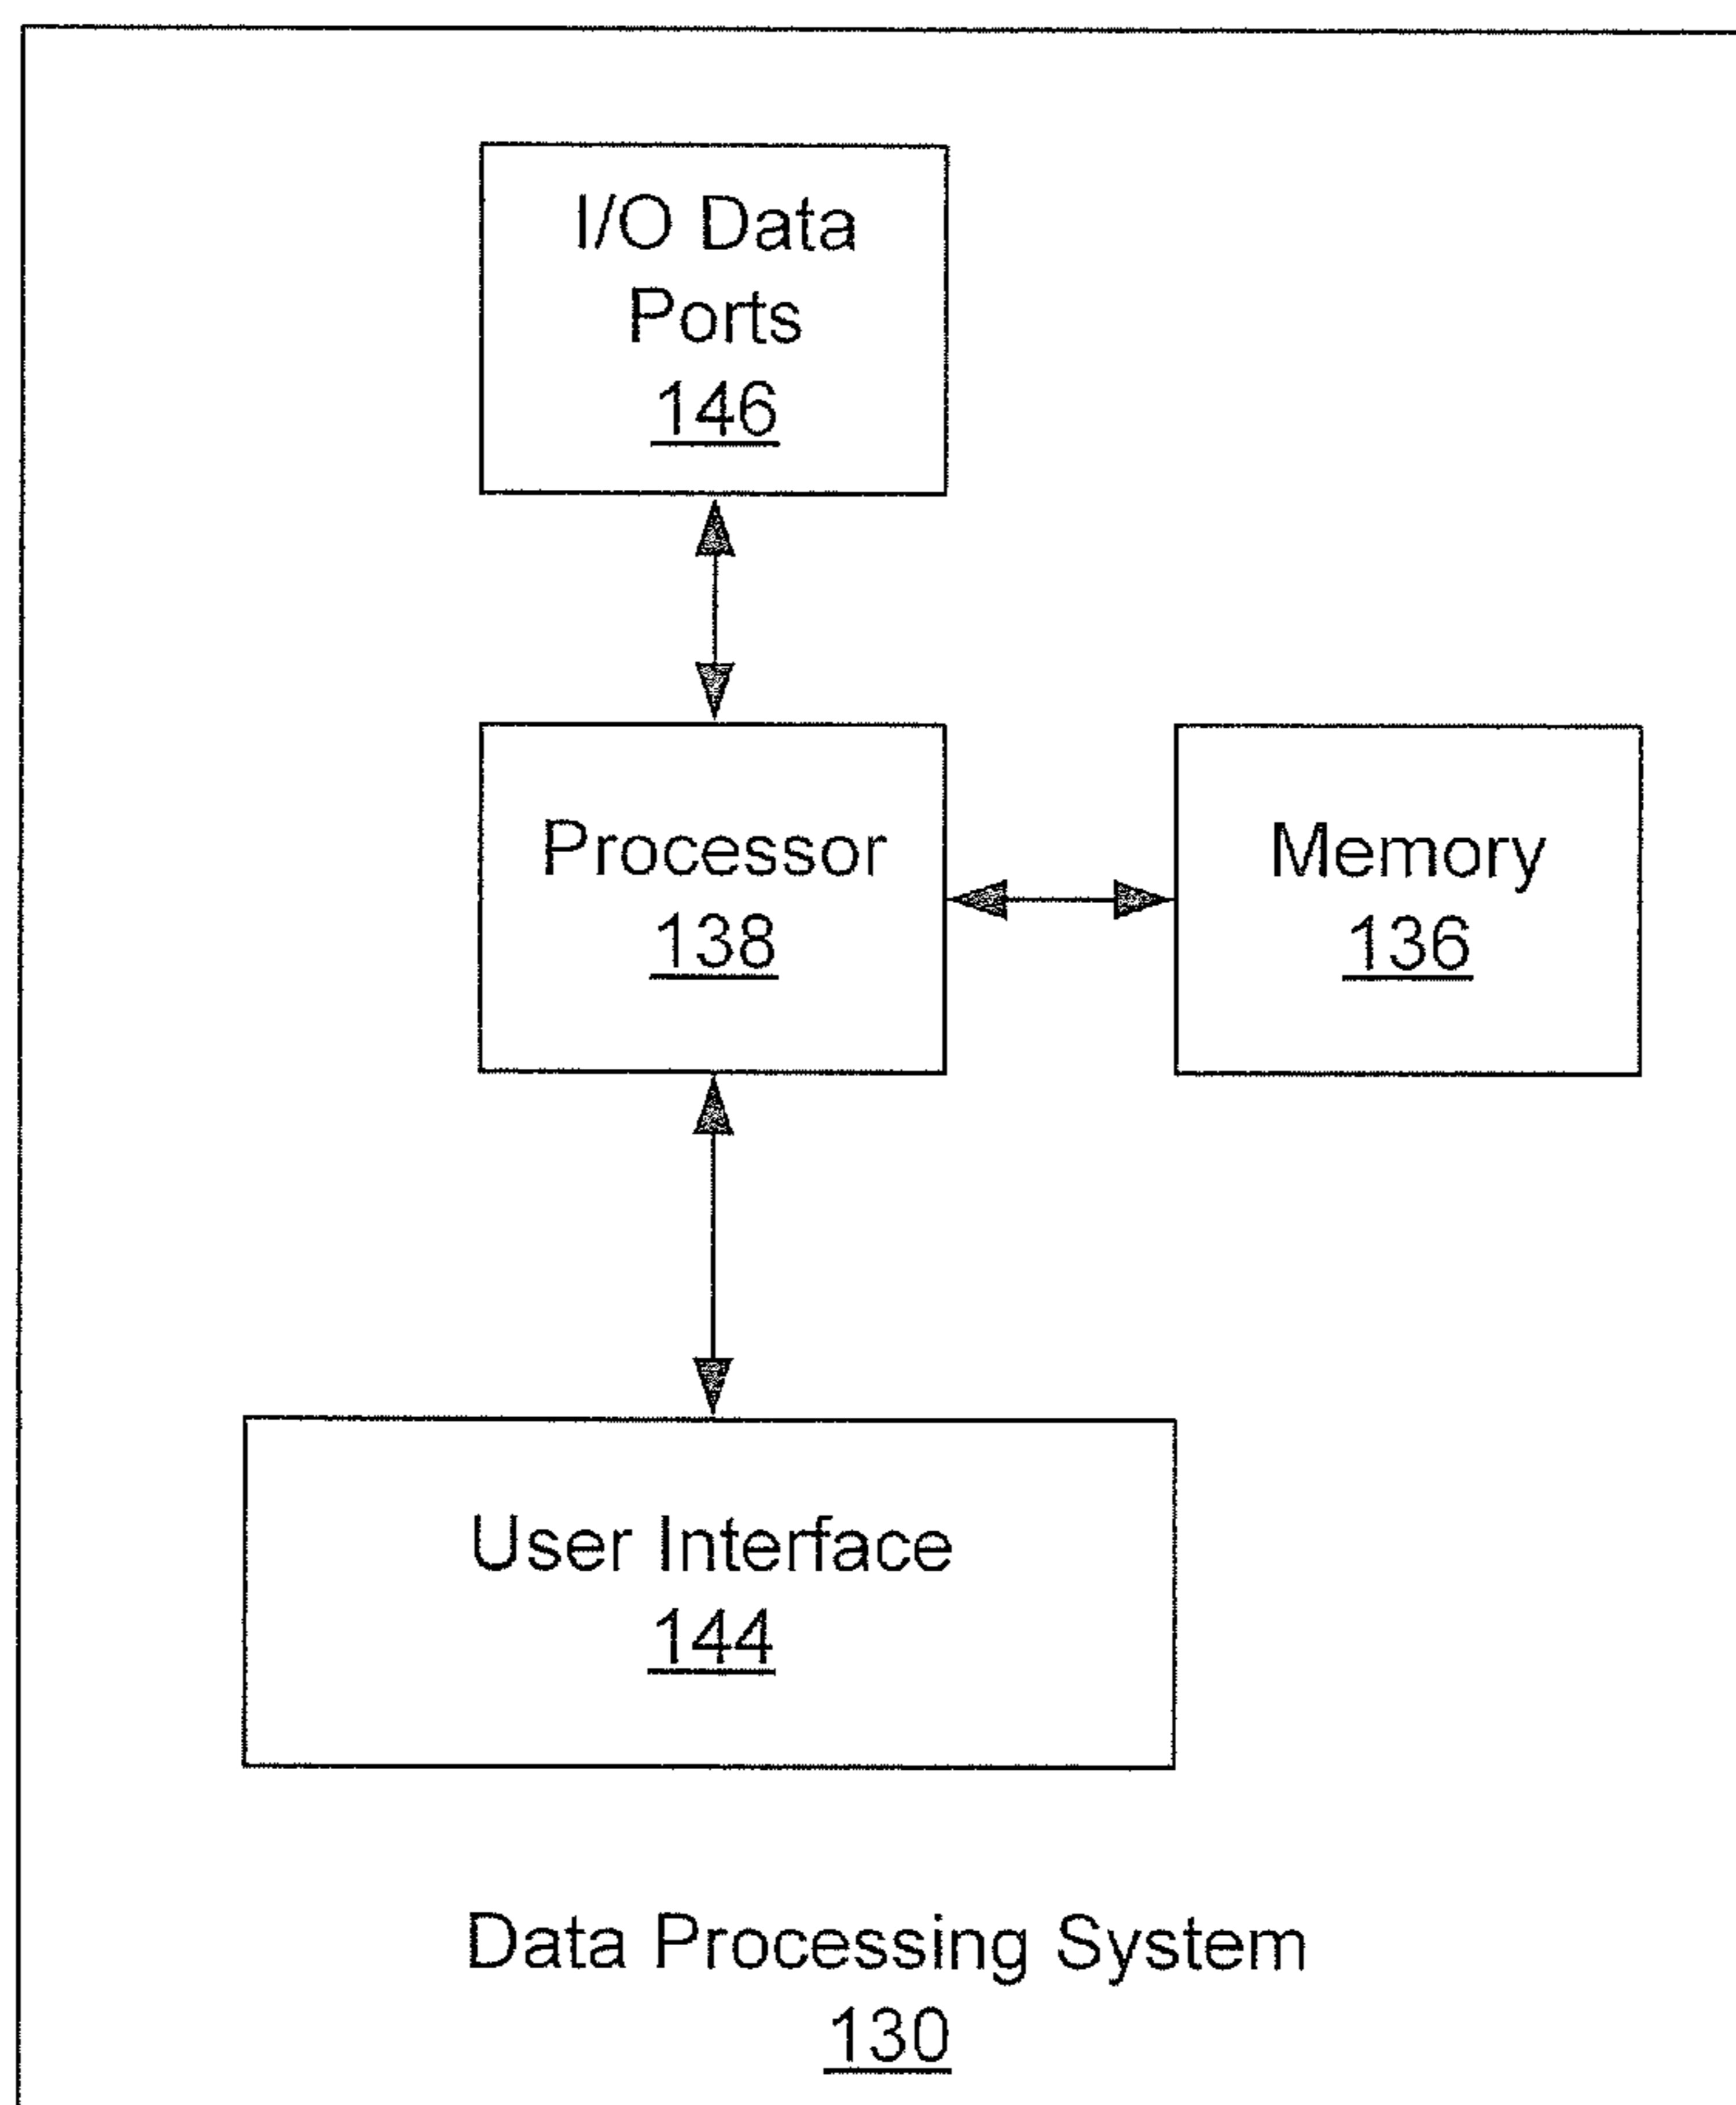 I/O Data
Ports
146
Processor
138
Memory
136
User Interface
144
Data Processing System
130